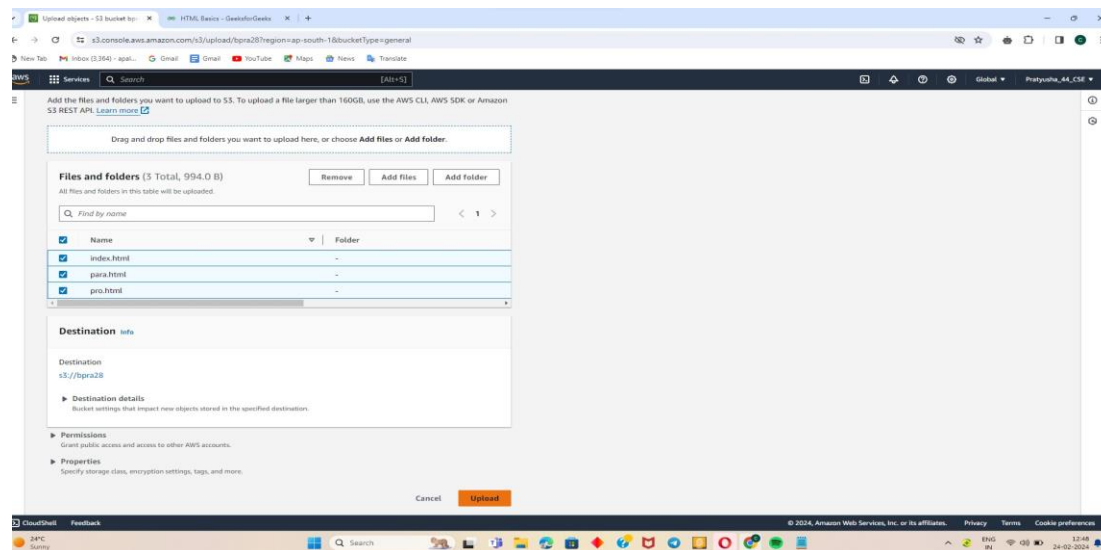 Upload objects - S3 bucket bpr
HTML Basics - GeeksforGeeks
s3.console.aws.amazon.com/s3/upload/bpra28?region=ap-south-1&bucketType=general
New Tab Inbox (3,364) - apal... Gmail Gmail YouTube Maps News Translate
aws Services Search [Alt+S] Global Pratyusha_44_CSE
Add the files and folders you want to upload to S3. To upload a file larger than 160GB, use the AWS CLI, AWS SDK or Amazon
S3 REST API. Learn more
Drag and drop files and folders you want to upload here, or choose Add files or Add folder.
Files and folders (3 Total, 994.0 B) Remove Add files Add folder
All files and folders in this table will be uploaded.
Find by name 1
Name Folder
index.html -
para.html -
pro.html -
Destination Info
Destination
s3://bpra28
Destination details
Bucket settings that impact new objects stored in the specified destination.
Permissions
Grant public access and access to other AWS accounts.
Properties
Specify storage class, encryption settings, tags, and more.
Cancel Upload
CloudShell Feedback © 2024, Amazon Web Services, Inc. or its affiliates. Privacy Terms Cookie preferences
24°C Search ENG 12:48
Sunny IN 24-02-2024